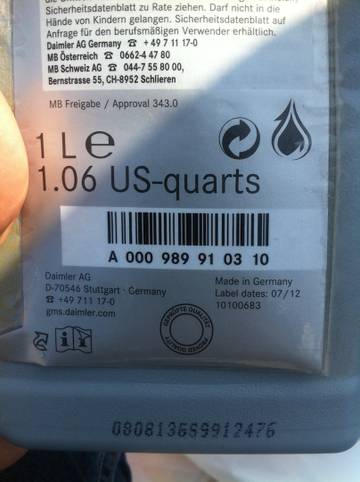 Sicherheitsdatenblatt zu Rate ziehen. Darf nicht in die
Hände von Kindern gelangen. Sicherheitsdatenblatt auf
Anfrage für den berufsmäßigen Verwender erhältlich.
Daimler AG Germany ☎ +49 7 11 17-0
MB Österreich ☎ 0662-4 47 80
MB Schweiz AG ☎ 044-7 55 80 00,
Bernstrasse 55, CH-8952 Schlieren
MB Freigabe / Approval 343.0
1 L e
1.06 US-quarts
A 000 989 91 03 10
Daimler AG
D-70546 Stuttgart · Germany
☎ +49 711 17-0
gms.daimler.com
Made in Germany
Label dates: 07/12
10100683
GEPRÜFTE QUALITÄT
PROVED QUALITY